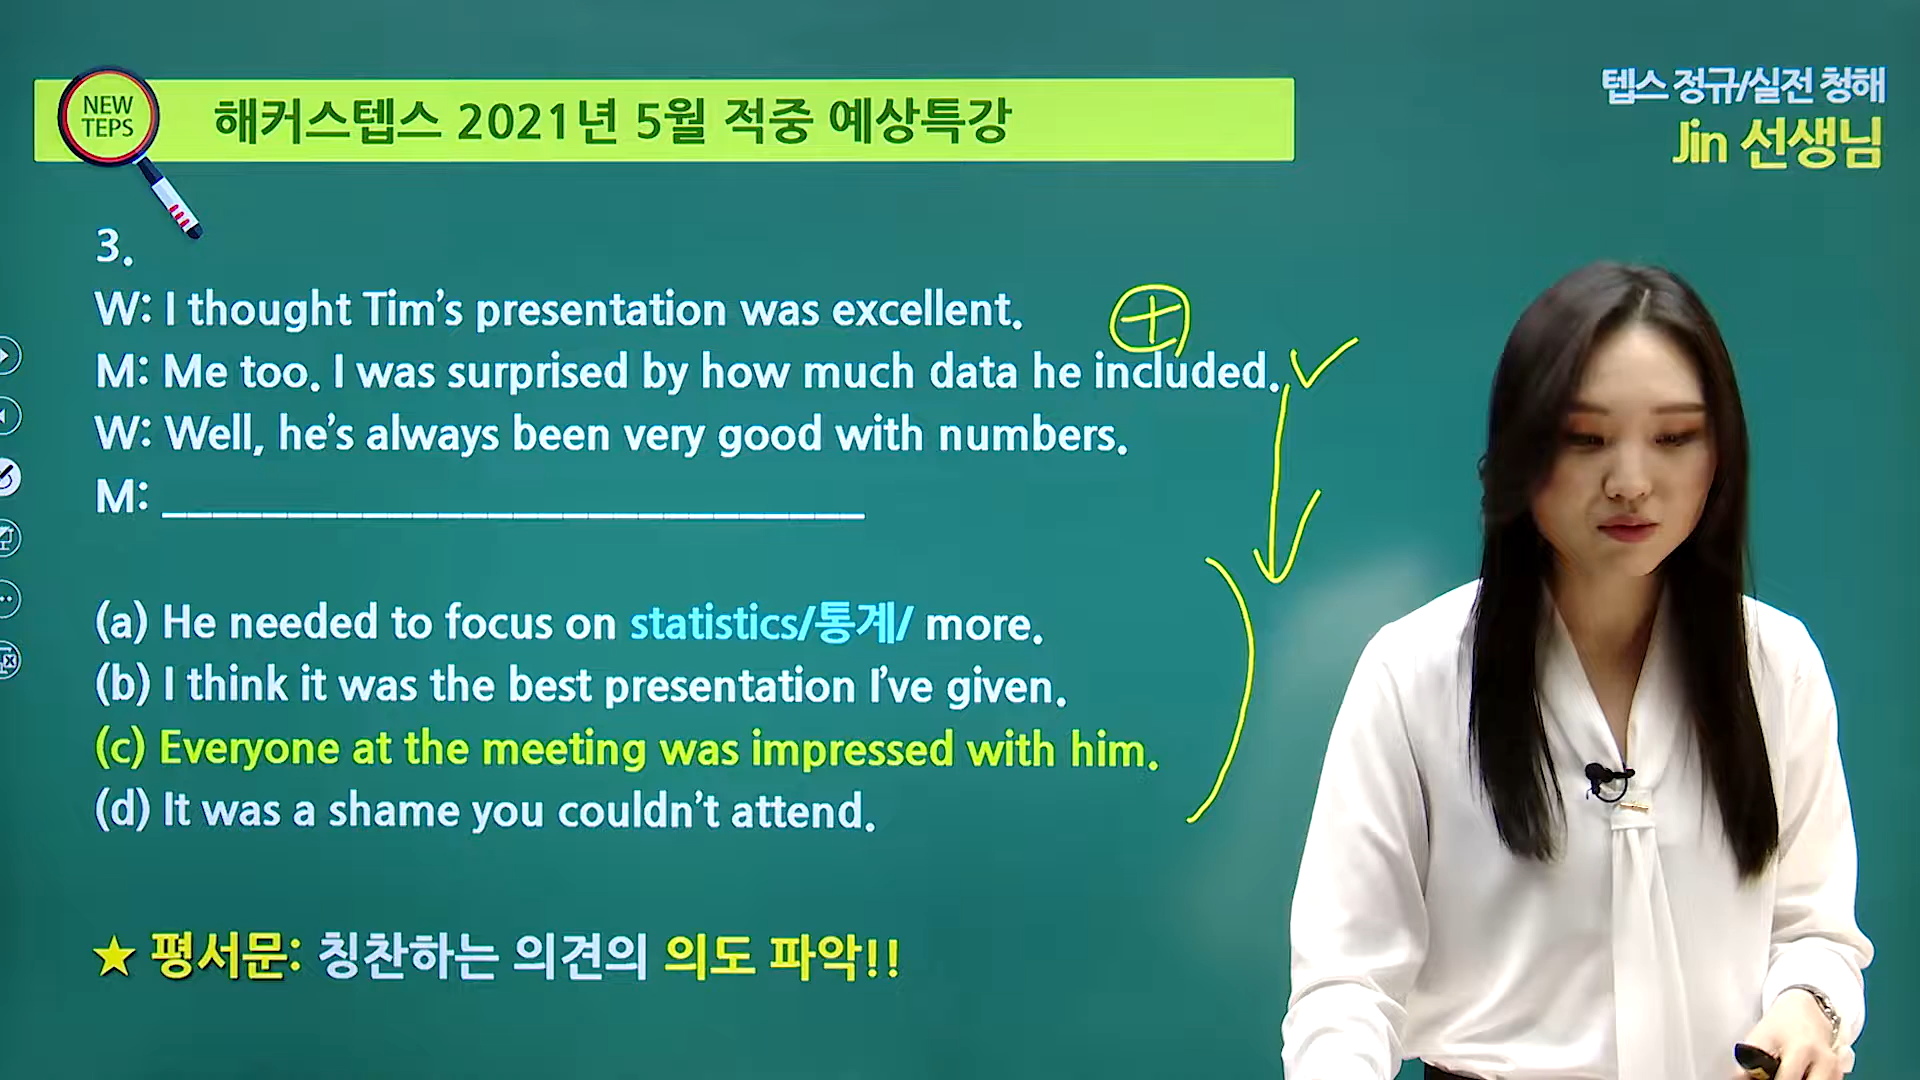 NEW
TEPS
해커스텝스 2021년 5월 적중 예상특강
텝스 정규/실전 청해
Jin 선생님
3.
W: I thought Tim's presentation was excellent.
M: Me too. I was surprised by how much data he included.
W: Well, he's always been very good with numbers.
M: ______________________________
(a) He needed to focus on statistics/통계/ more.
(b) I think it was the best presentation I've given.
(c) Everyone at the meeting was impressed with him.
(d) It was a shame you couldn't attend.
★ 평서문: 칭찬하는 의견의 의도 파악!!